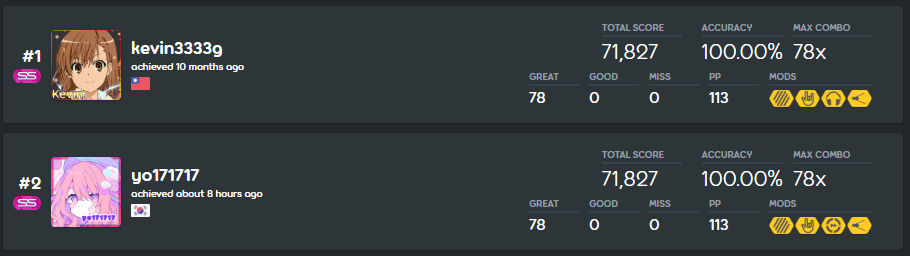 TOTAL SCORE ACCURACY MAX COMBO
#1 kevin3333g 71,827 100.00% 78x
SS achieved 10 months ago
GREAT GOOD MISS PP MODS
Kevin
78 0 0 113
TOTAL SCORE ACCURACY MAX COMBO
#2 yo171717 71,827 100.00% 78x
SS achieved about 8 hours ago
GREAT GOOD MISS PP MODS
yo171717
78 0 0 113